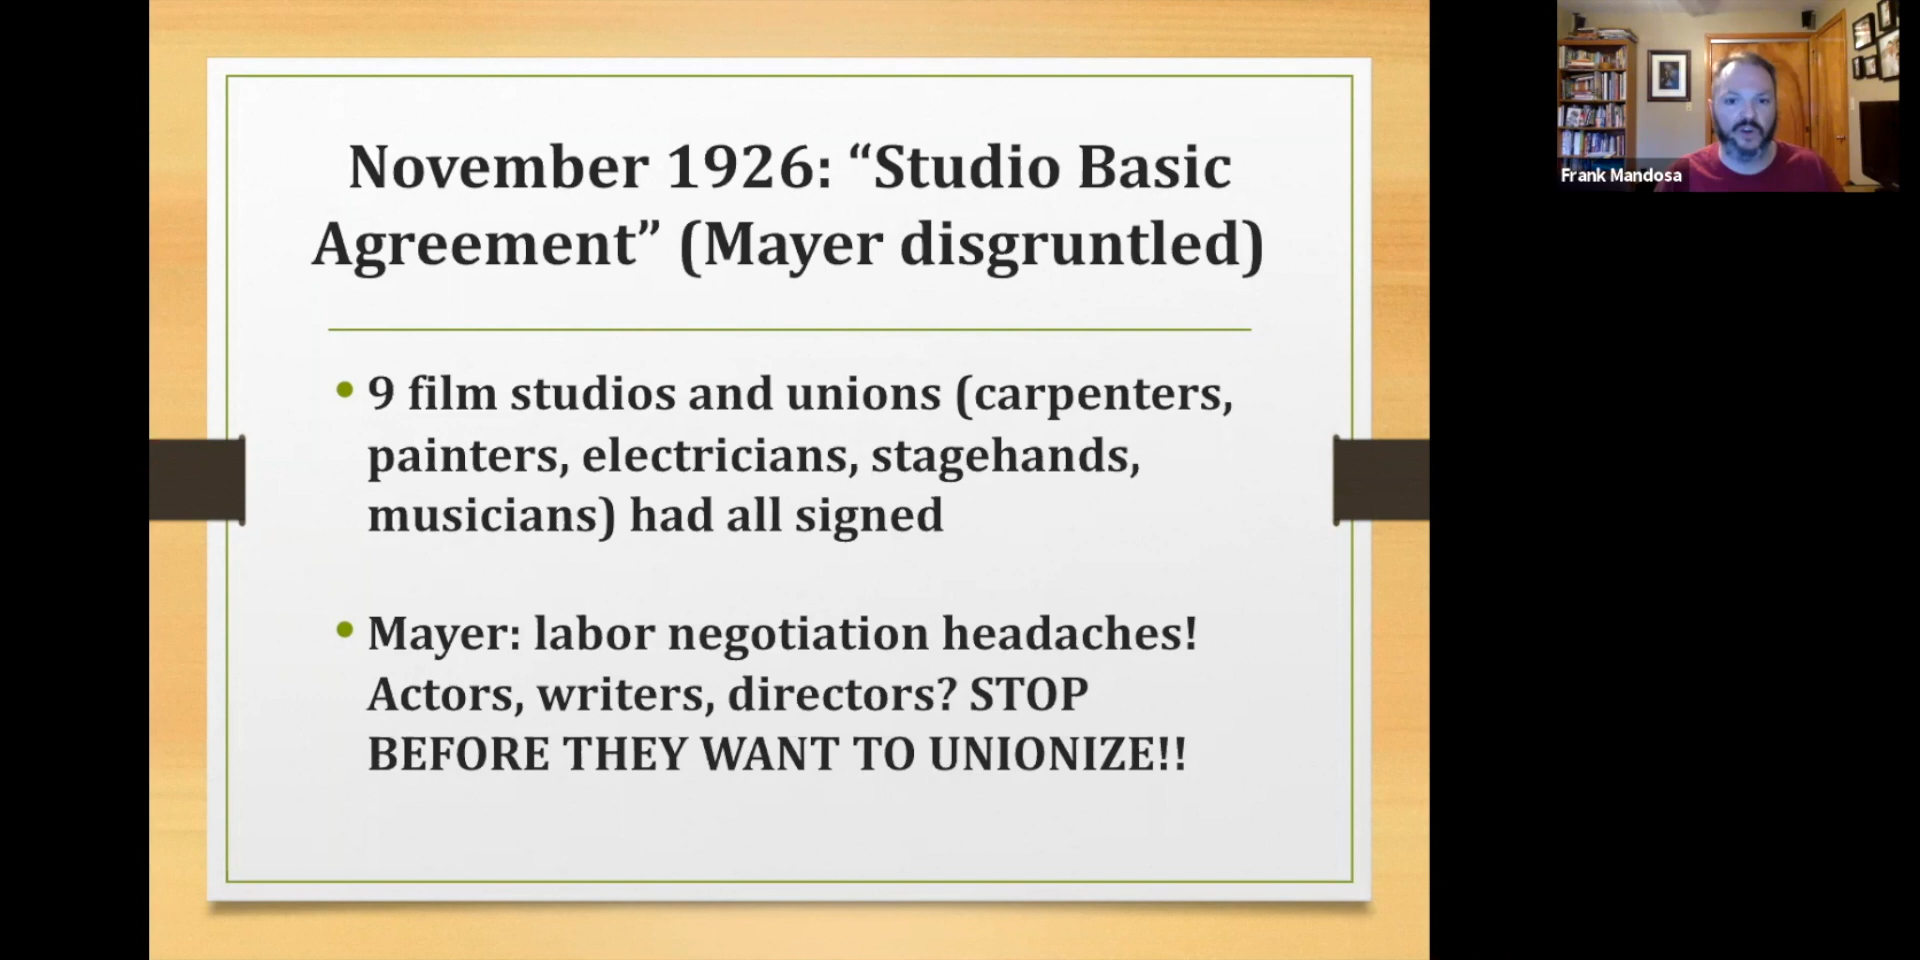 November 1926: “Studio Basic
Agreement” (Mayer disgruntled)
• 9 film studios and unions (carpenters,
painters, electricians, stagehands,
musicians) had all signed
• Mayer: labor negotiation headaches!
Actors, writers, directors? STOP
BEFORE THEY WANT TO UNIONIZE!!
Frank Mandosa